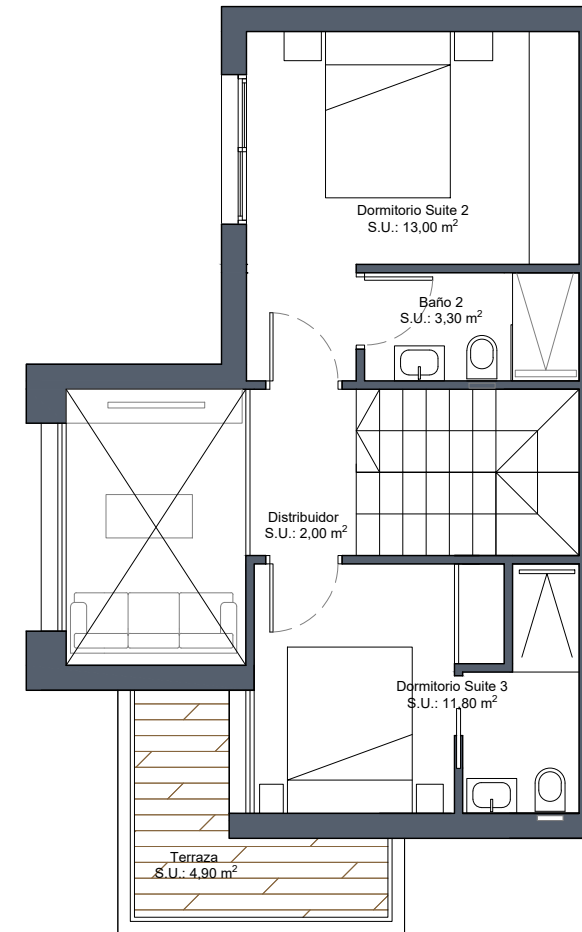 Dormitorio Suite 2
S.U.: 13,00 m²
Baño 2
S.U.: 3,30 m²
Distribuidor
S.U.: 2,00 m²
Dormitorio Suite 3
S.U.: 11,80 m²
Terraza
S.U.: 4,90 m²